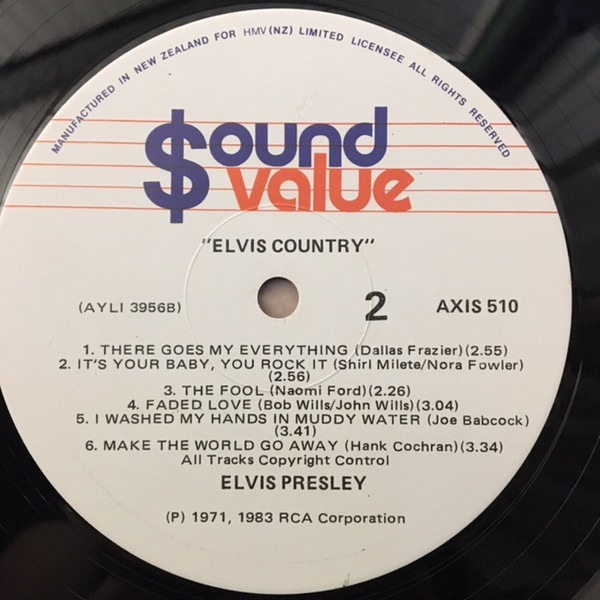 MANUFACTURED IN NEW ZEALAND FOR HMV(NZ) LIMITED LICENSEE ALL RIGHTS RESERVED
$ound
value
"ELVIS COUNTRY"
(AYLI 3956B)
2
AXIS 510
1. THERE GOES MY EVERYTHING (Dallas Frazier)(2.55)
2. IT'S YOUR BABY, YOU ROCK IT (Shirl Milete/Nora Fowler)
(2.56)
3. THE FOOL (Naomi Ford)(2.26)
4. FADED LOVE (Bob Wills/John Wills)(3.04)
5. I WASHED MY HANDS IN MUDDY WATER (Joe Babcock)
(3.41)
6. MAKE THE WORLD GO AWAY (Hank Cochran)(3.34)
All Tracks Copyright Control
ELVIS PRESLEY
(P) 1971, 1983 RCA Corporation